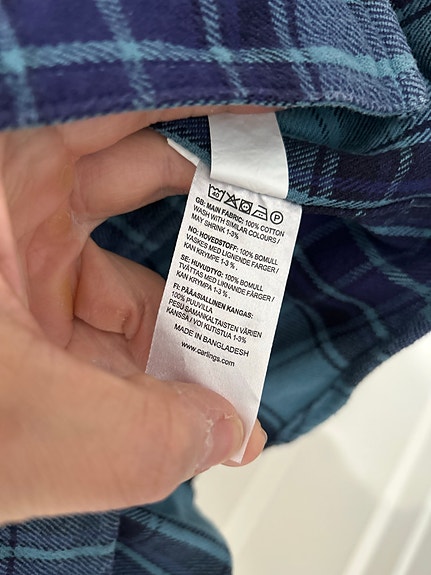 40 P
GB: MAIN FABRIC: 100% COTTON
WASH WITH SIMILAR COLOURS /
MAY SHRINK 1-3%
NO: HOVEDSTOFF: 100% BOMULL
VASKES MED LIGNENDE FARGER /
KAN KRYMPE 1-3 % .
SE: HUVUDTYG: 100% BOMULL
TVÄTTAS MED LIKNANDE FÄRGER /
KAN KRYMPA 1-3 % .
FI: PÄÄASIALLINEN KANGAS:
100% PUUVILLA
PESU SAMANKALTAISTEN VÄRIEN
KANSSA / VOI KUTISTUA 1-3%
MADE IN BANGLADESH
www.carlings.com